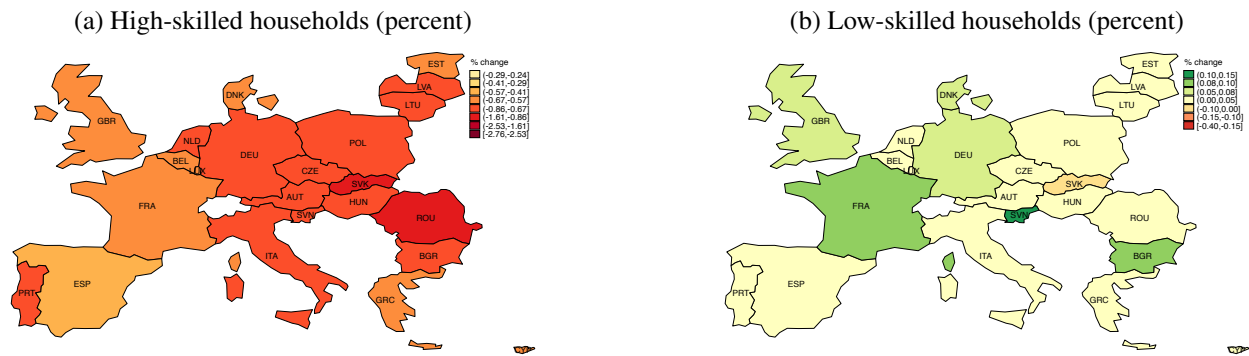 (a) High-skilled households (percent)
% change
(-0.29,-0.24]
(-0.41,-0.29]
(-0.57,-0.41]
(-0.67,-0.57]
(-0.86,-0.67]
(-1.61,-0.86]
(-2.53,-1.61]
[-2.76,-2.53]
EST
LVA
LTU
DNK
GBR
NLD
POL
BEL
DEU
LUX
CZE
SVK
AUT
HUN
FRA
SVN
ROU
ITA
BGR
ESP
PRT
GRC
CYP
(b) Low-skilled households (percent)
% change
(0.10,0.15]
(0.08,0.10]
(0.05,0.08]
(0.00,0.05]
(-0.10,0.00]
(-0.15,-0.10]
[-0.40,-0.15]
EST
LVA
LTU
DNK
GBR
NLD
POL
BEL
DEU
LUX
CZE
SVK
AUT
HUN
FRA
SVN
ROU
ITA
BGR
ESP
PRT
GRC
CYP